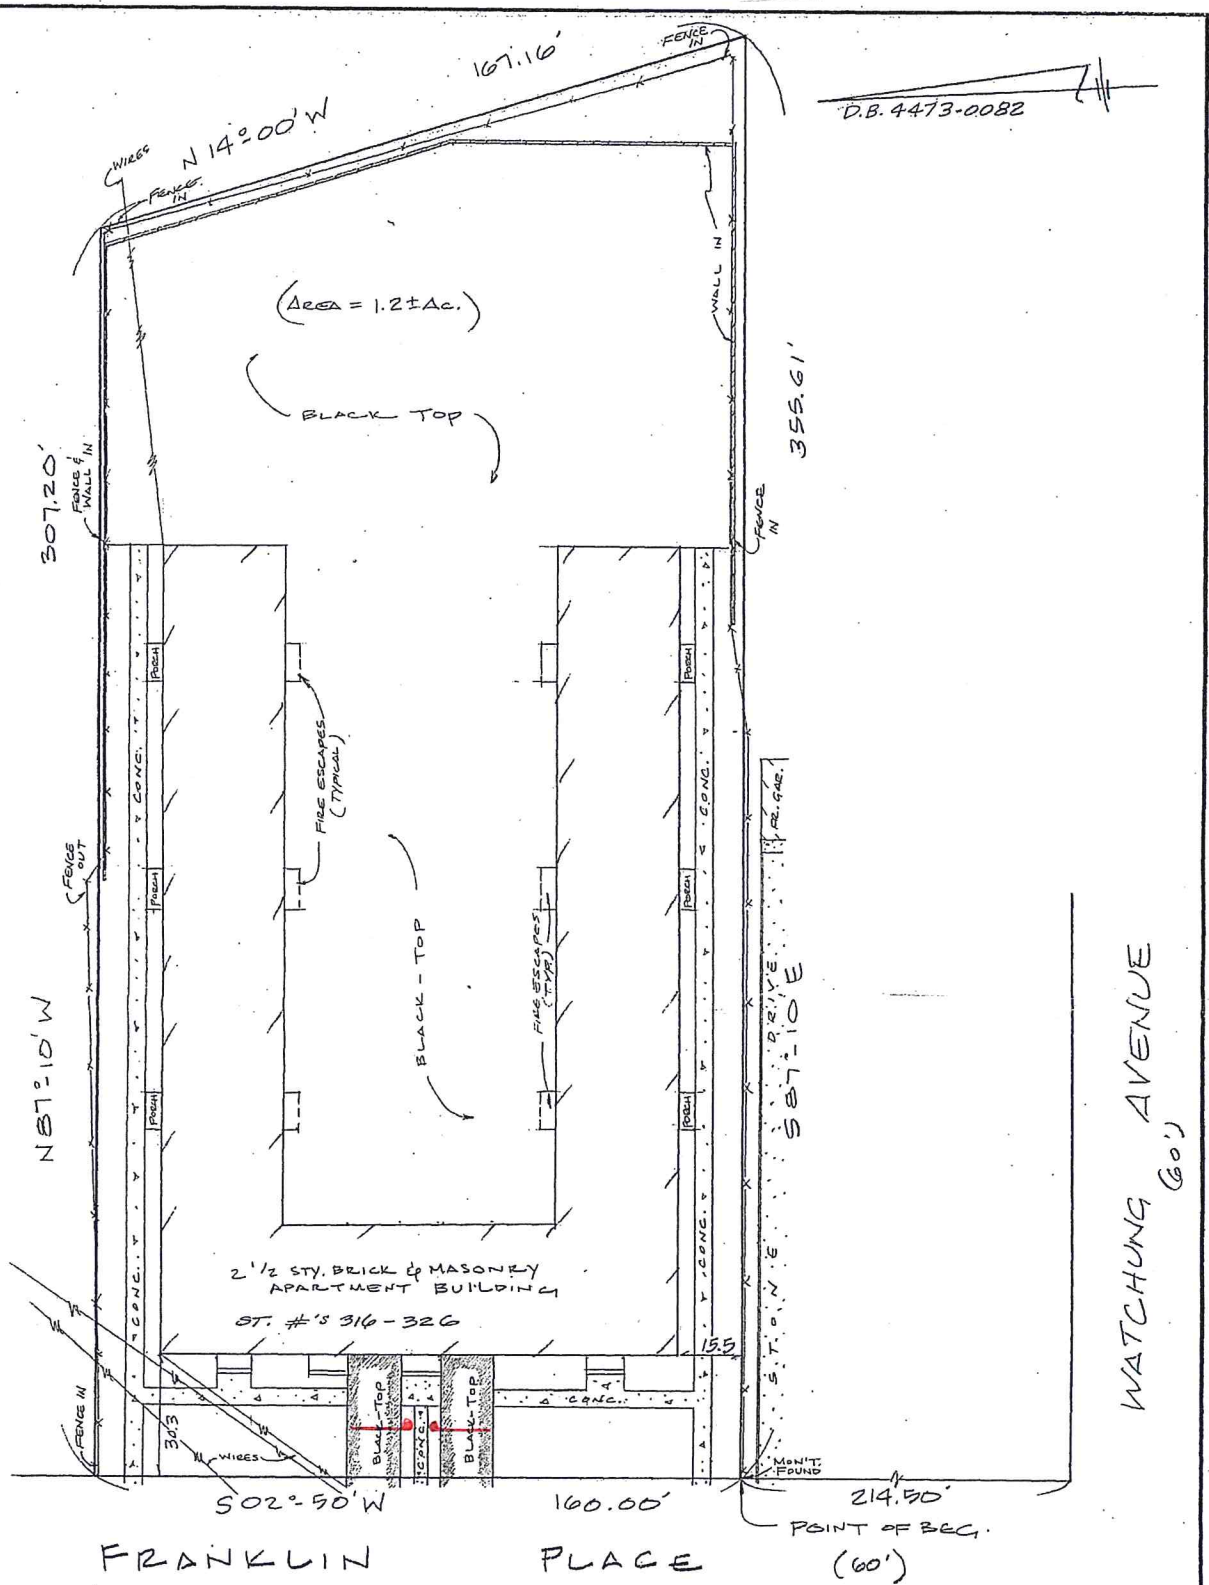 167.16'
FENCE
IN
D.B. 4473-0082
N 14°-00' W
WIRES
FENCE
IN
(AREA = 1.2± Ac.)
WALL IN
BLACK TOP
355.61'
307.20'
FENCE &
WALL IN
FENCE
IN
PORCH
PORCH
FIRE ESCAPES
(TYPICAL)
CONC.
CONC.
FR. GAR.
FENCE
OUT
PORCH
PORCH
BLACK-TOP
FIRE ESCAPES
(TYP.)
N87°-10' W
S87°-10' E
STONE DRIVE
WATCHUNG AVENUE
(60')
PORCH
PORCH
CONC.
CONC.
2 1/2 STY. BRICK & MASONRY
APARTMENT BUILDING
ST. #'S 316-326
15.5
CONC.
BLACK-TOP
CONC.
BLACK-TOP
FENCE IN
30.3
WIRES
MON'T.
FOUND
S02°-50' W
160.00'
214.50'
POINT OF BEG.
FRANKLIN PLACE
(60')